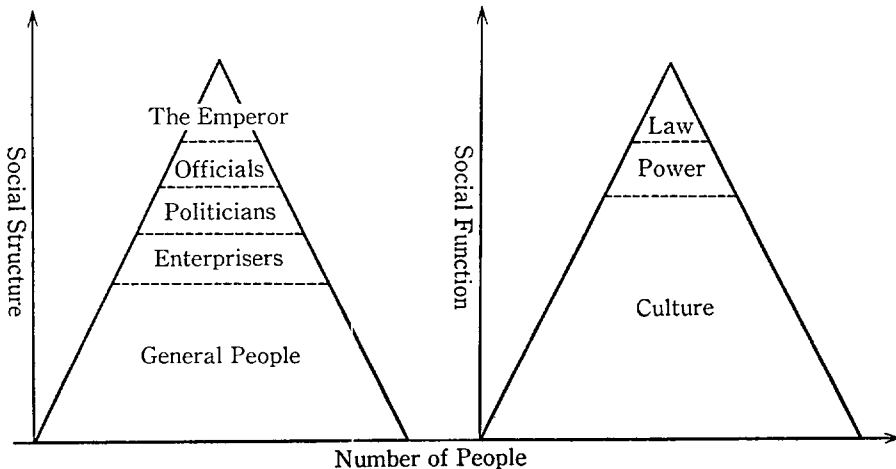 Social Structure
The Emperor
Officials
Politicians
Enterprisers
General People
Social Function
Law
Power
Culture
Number of People